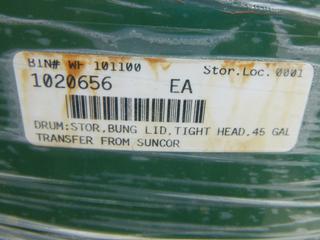 BIN# WF 101100 Stor.Loc. 0001
1020656 EA
DRUM:STOR,BUNG LID,TIGHT HEAD,45 GAL
TRANSFER FROM SUNCOR